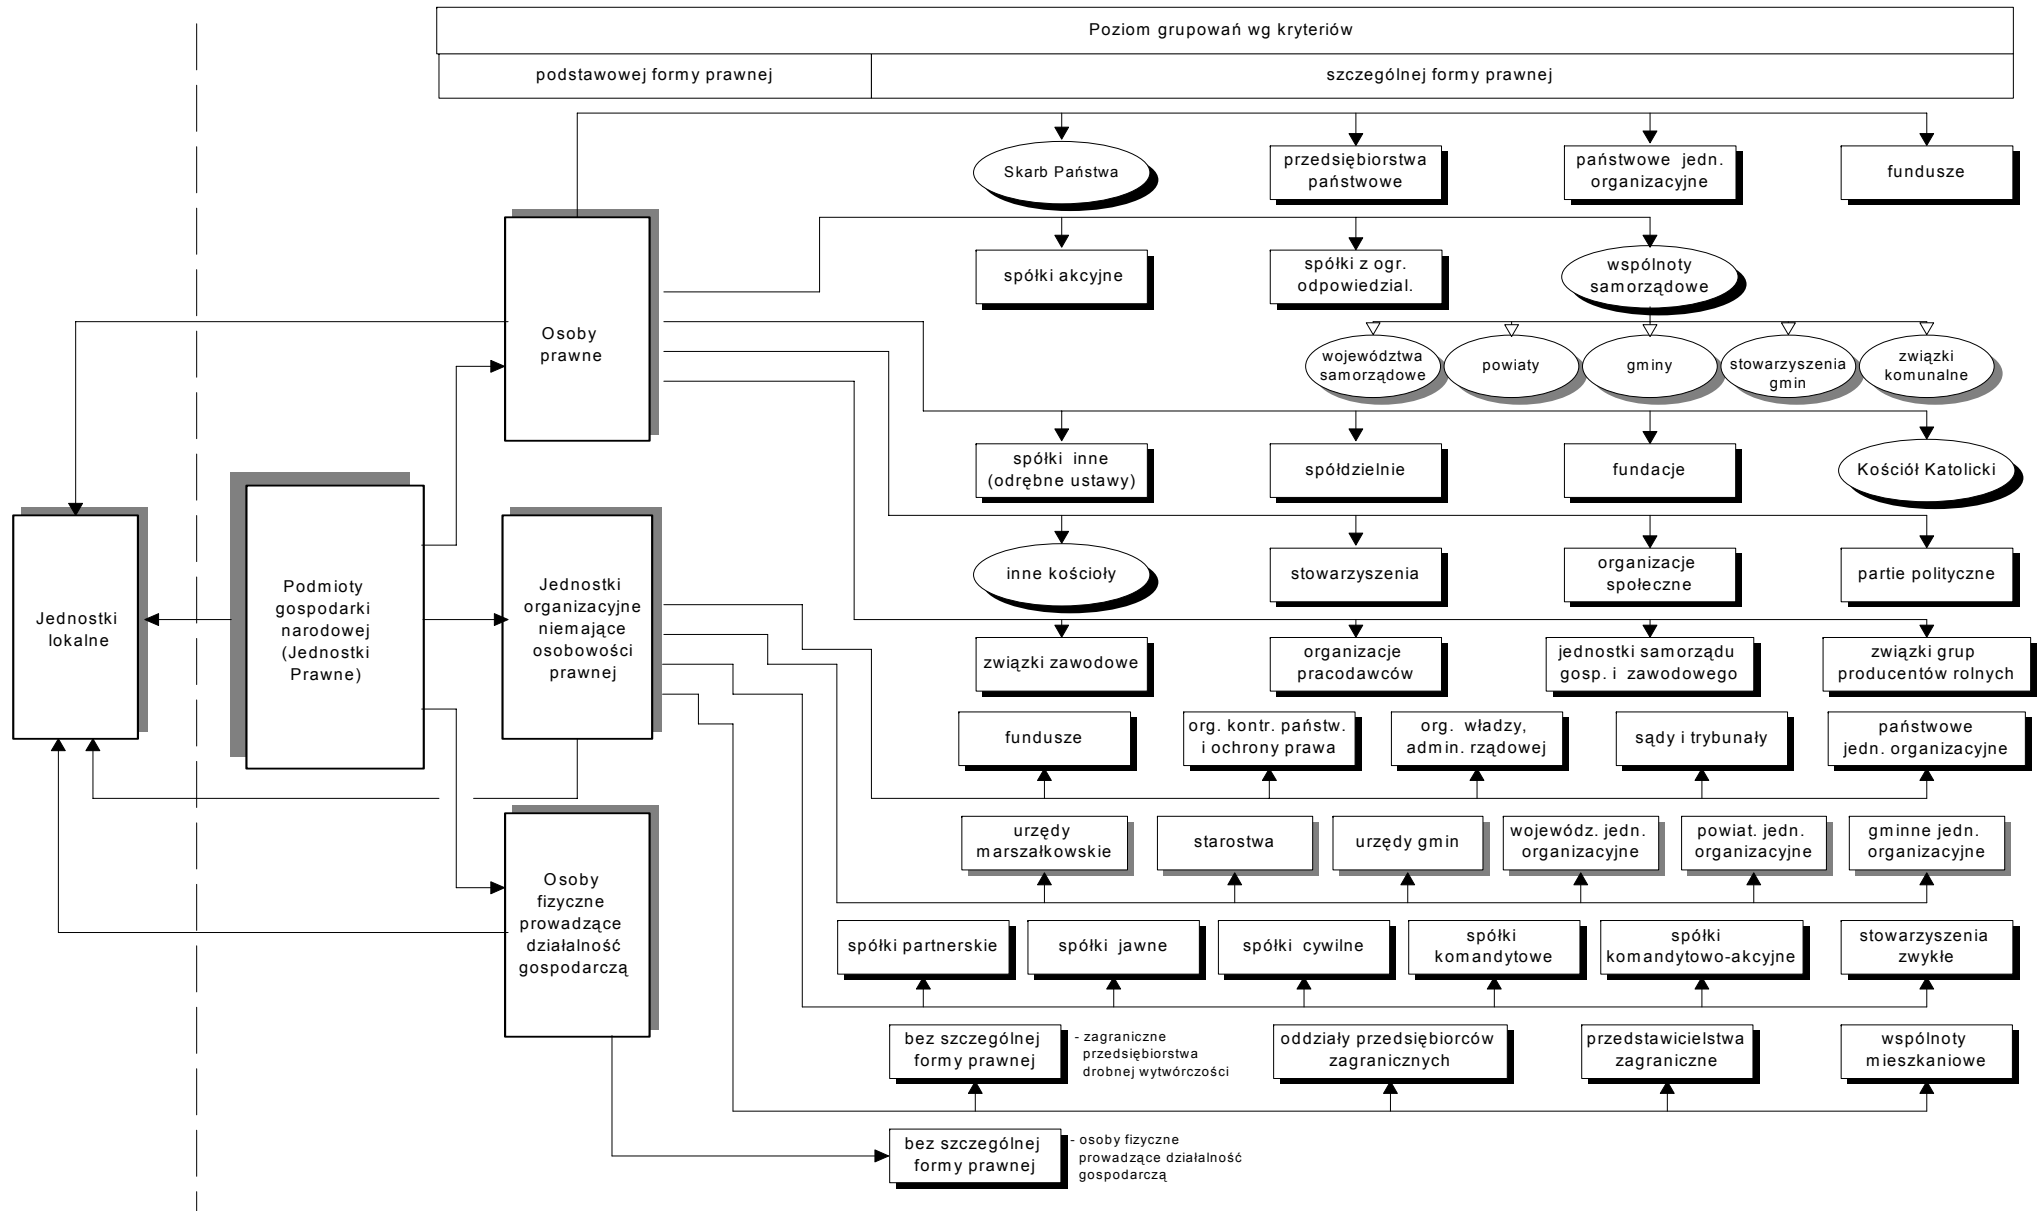 Poziom grupowań wg kryteriów
podstawowej formy prawnej
szczególnej formy prawnej
Skarb Państwa
przedsiębiorstwa
państwowe
państwowe jedn.
organizacyjne
fundusze
spółki akcyjne
spółki z ogr.
odpowiedzial.
wspólnoty
samorządowe
Osoby
prawne
województwa
samorządowe
powiaty
gminy
stowarzyszenia
gmin
związki
komunalne
spółki inne
(odrębne ustawy)
spółdzielnie
fundacje
Kościół Katolicki
inne kościoły
stowarzyszenia
organizacje
społeczne
partie polityczne
Jednostki
lokalne
Podmioty
gospodarki
narodowej
(Jednostki
Prawne)
Jednostki
organizacyjne
niemające
osobowości
prawnej
związki zawodowe
organizacje
pracodawców
jednostki samorządu
gosp. i zawodowego
związki grup
producentów rolnych
fundusze
org. kontr. państw.
i ochrony prawa
org. władzy,
admin. rządowej
sądy i trybunały
państwowe
jedn. organizacyjne
urzędy
marszałkowskie
starostwa
urzędy gmin
wojewódz. jedn.
organizacyjne
powiat. jedn.
organizacyjne
gminne jedn.
organizacyjne
Osoby
fizyczne
prowadzące
działalność
gospodarczą
spółki partnerskie
spółki jawne
spółki cywilne
spółki
komandytowe
spółki
komandytowo-akcyjne
stowarzyszenia
zwykłe
bez szczególnej
formy prawnej
- zagraniczne
przedsiębiorstwa
drobnej wytwórczości
oddziały przedsiębiorców
zagranicznych
przedstawicielstwa
zagraniczne
wspólnoty
mieszkaniowe
bez szczególnej
formy prawnej
- osoby fizyczne
prowadzące działalność
gospodarczą